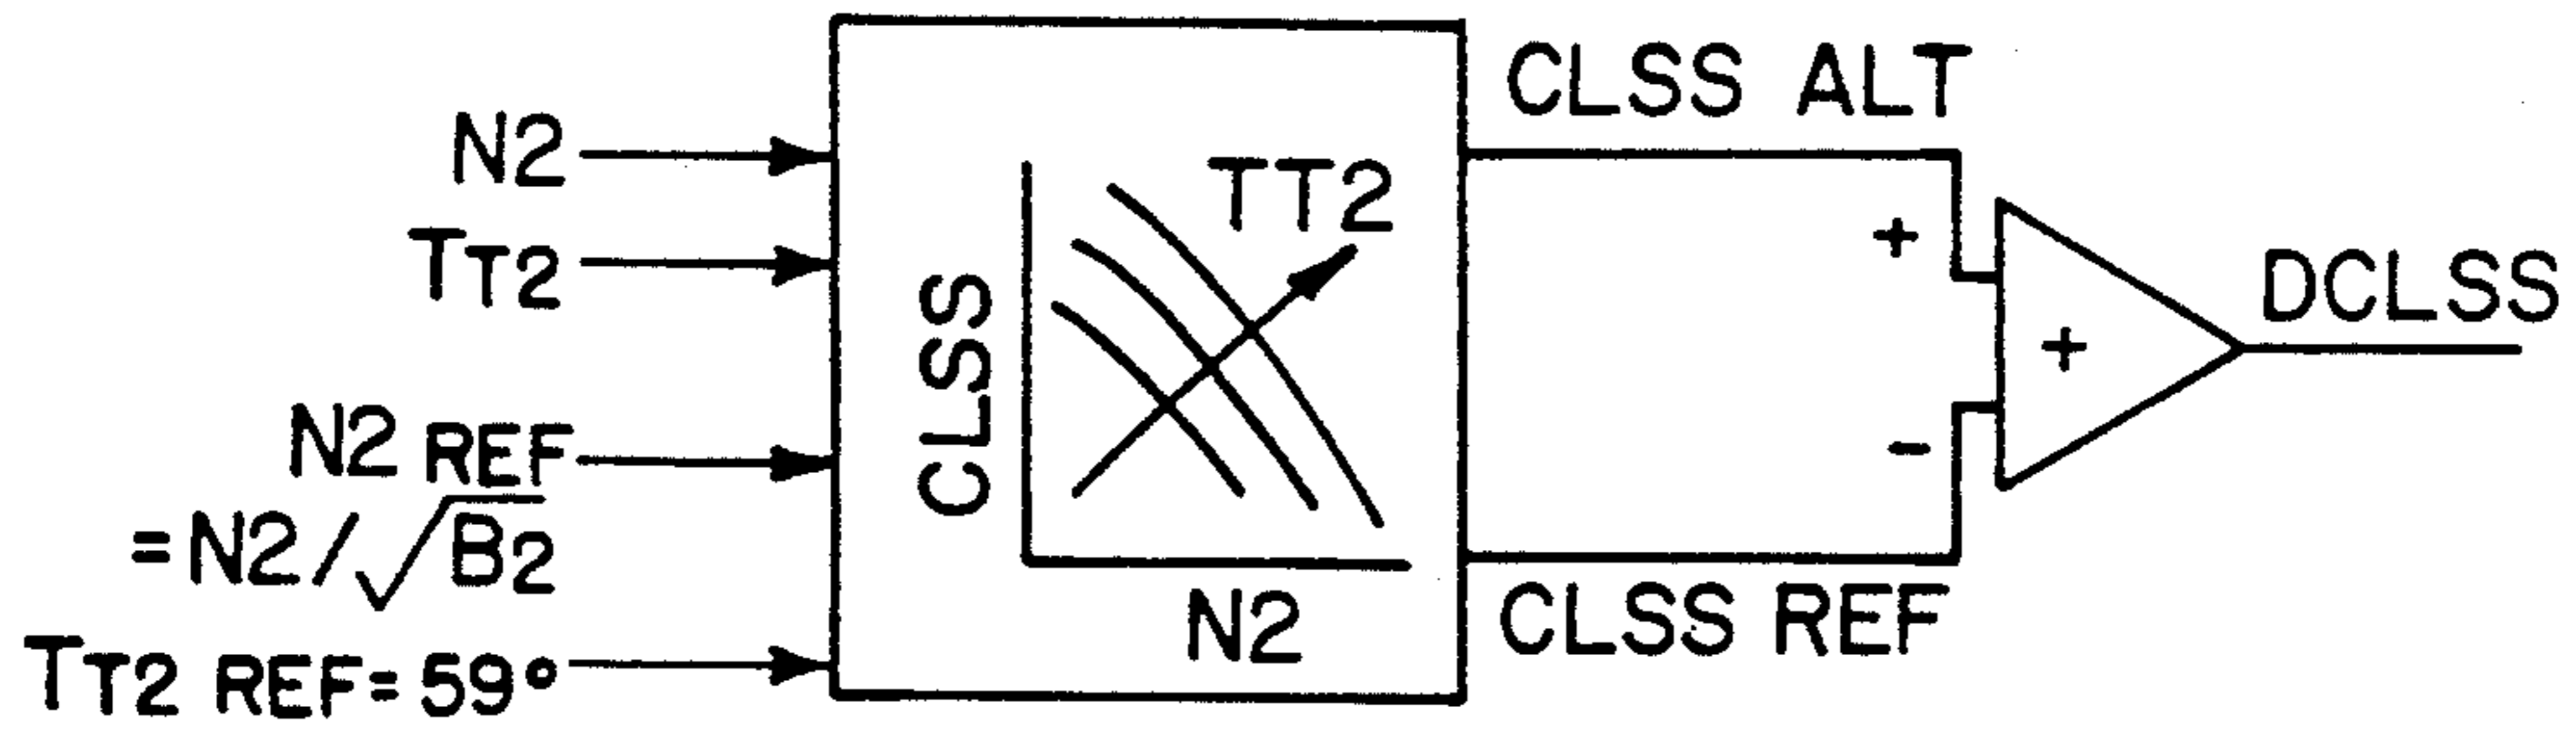 N2
TT2
N2 REF
=N2/√B2
TT2 REF=59°
CLSS
TT2
N2
CLSS ALT
+
-
+
CLSS REF
DCLSS